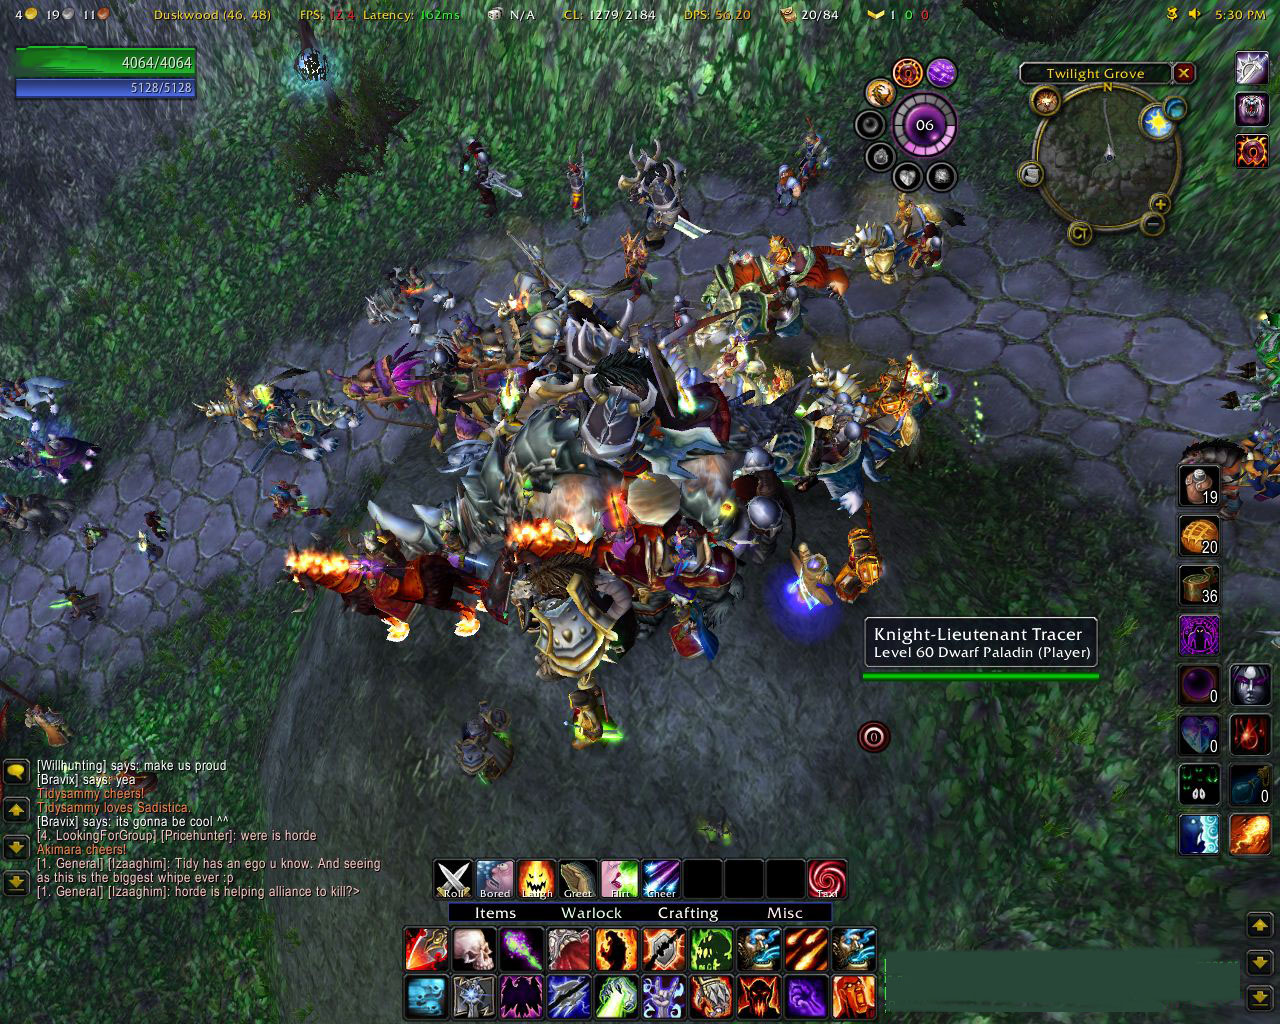 4 19 11 Duskwood (46, 48) FPS: 12.4 Latency: 162ms N/A CL: 1279/2184 DPS: 56.20 20/84 1 0 0 5:30 PM
4064/4064
5128/5128
Twilight Grove
N
06
CT
19
20
36
0
0
0
Knight-Lieutenant Tracer
Level 60 Dwarf Paladin (Player)
0
[Willhunting] says: make us proud
[Bravix] says: yea
Tidysammy cheers!
Tidysammy loves Sadistica.
[Bravix] says: its gonna be cool ^^
[4. LookingForGroup] [Pricehunter]: were is horde
Akimara cheers!
[1. General] [Izaaghim]: Tidy has an ego u know. And seeing
as this is the biggest whipe ever :p
[1. General] [Izaaghim]: horde is helping alliance to kill?>
Roll Bored Laugh Greet Flirt Cheer Taxi
Items Warlock Crafting Misc